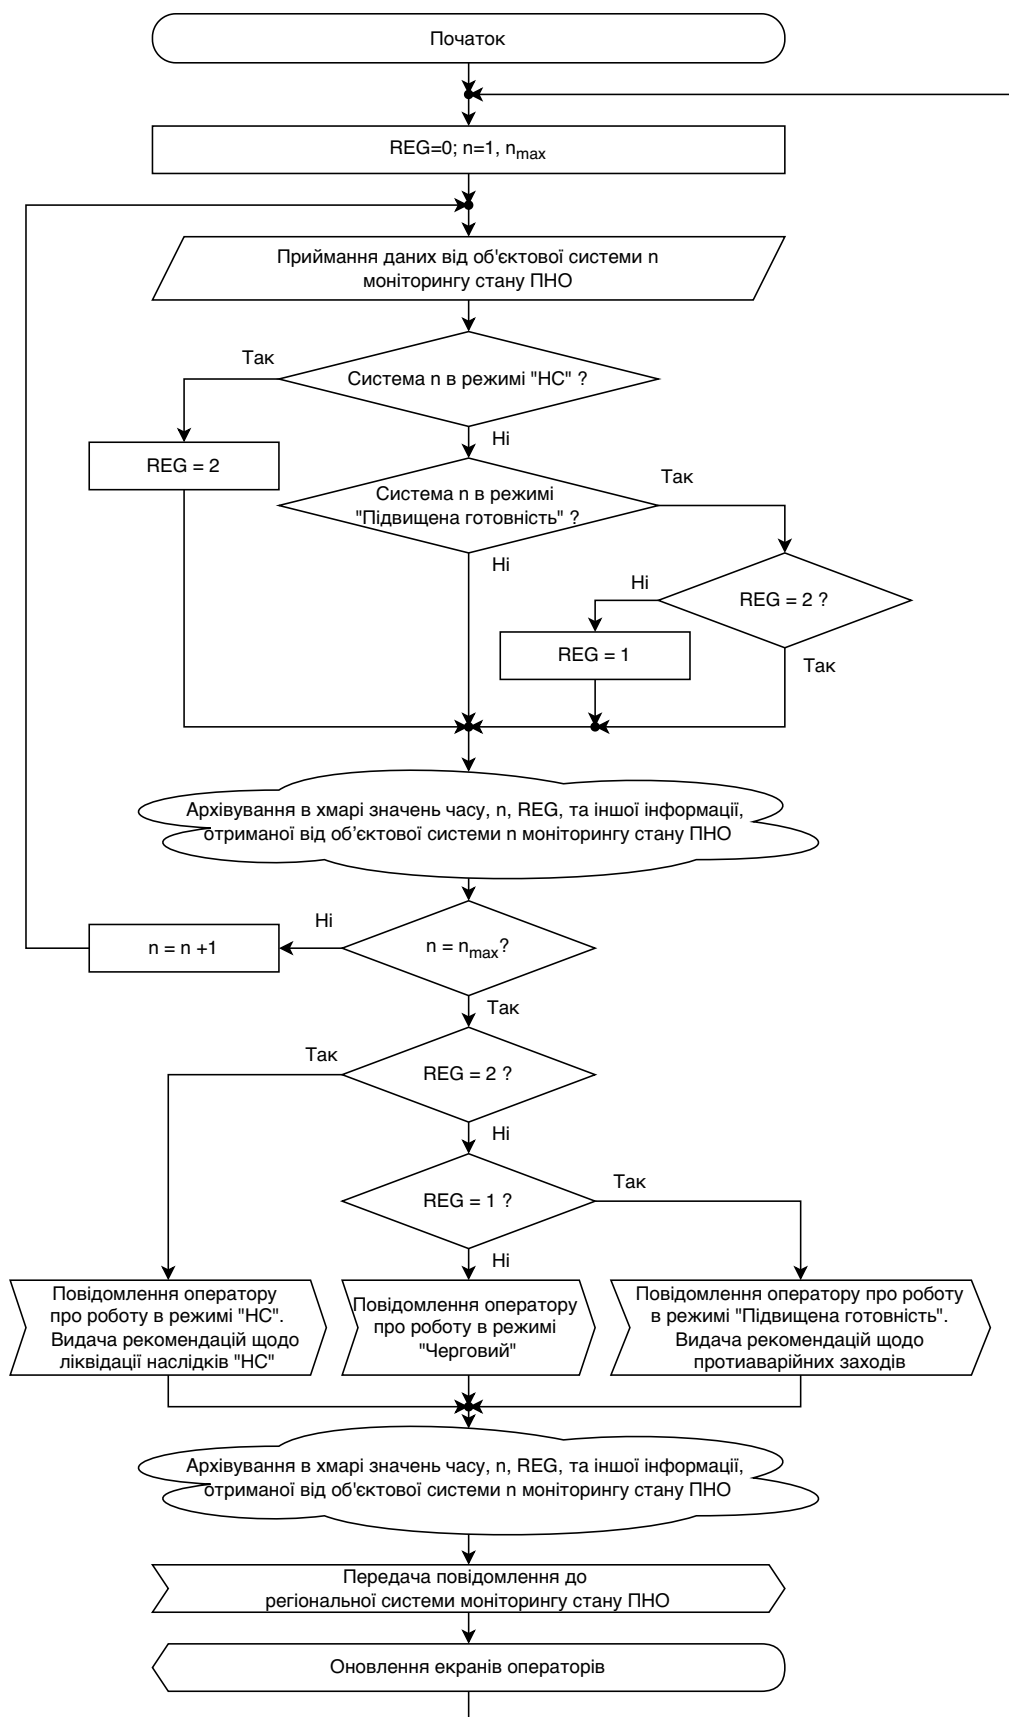 Початок
REG=0; n=1, nmax
Приймання даних від об'єктової системи n
моніторингу стану ПНО
Так
Система n в режимі "НС" ?
Ні
REG = 2
Система n в режимі
"Підвищена готовність" ?
Так
Ні
Ні
REG = 2 ?
REG = 1
Так
Архівування в хмарі значень часу, n, REG, та іншої інформації,
отриманої від об’єктової системи n моніторингу стану ПНО
Ні
n = n +1
n = nmax?
Так
Так
REG = 2 ?
Ні
REG = 1 ?
Так
Ні
Повідомлення оператору
про роботу в режимі "НС".
Видача рекомендацій щодо
ліквідації наслідків "НС"
Повідомлення оператору
про роботу в режимі
"Черговий"
Повідомлення оператору про роботу
в режимі "Підвищена готовність".
Видача рекомендацій щодо
протиаварійних заходів
Архівування в хмарі значень часу, n, REG, та іншої інформації,
отриманої від об'єктової системи n моніторингу стану ПНО
Передача повідомлення до
регіональної системи моніторингу стану ПНО
Оновлення екранів операторів